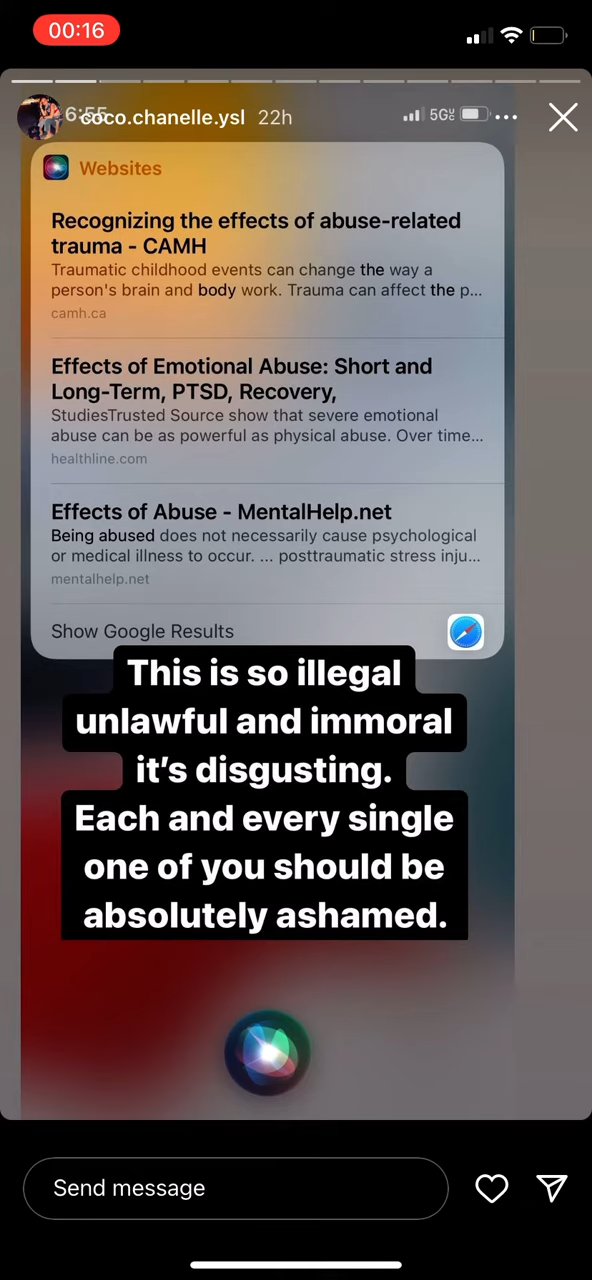 00:16
6:55
coco.chanelle.ysl 22h
5G
Websites
Recognizing the effects of abuse-related
trauma - CAMH
Traumatic childhood events can change the way a
person's brain and body work. Trauma can affect the p...
camh.ca
Effects of Emotional Abuse: Short and
Long-Term, PTSD, Recovery,
StudiesTrusted Source show that severe emotional
abuse can be as powerful as physical abuse. Over time...
healthline.com
Effects of Abuse - MentalHelp.net
Being abused does not necessarily cause psychological
or medical illness to occur. ... posttraumatic stress inju...
mentalhelp.net
Show Google Results
This is so illegal
unlawful and immoral
it's disgusting.
Each and every single
one of you should be
absolutely ashamed.
Send message